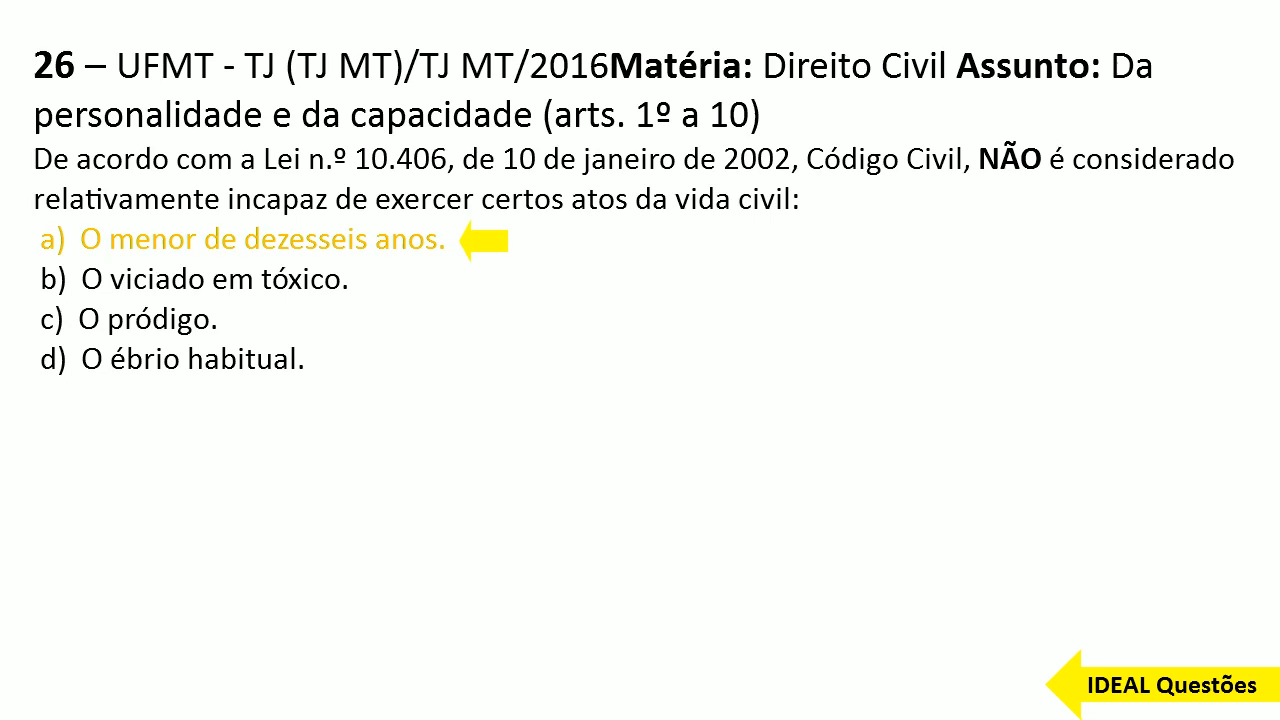 26 – UFMT - TJ (TJ MT)/TJ MT/2016Matéria: Direito Civil Assunto: Da
personalidade e da capacidade (arts. 1º a 10)
De acordo com a Lei n.º 10.406, de 10 de janeiro de 2002, Código Civil, NÃO é considerado
relativamente incapaz de exercer certos atos da vida civil:
a) O menor de dezesseis anos.
b) O viciado em tóxico.
c) O pródigo.
d) O ébrio habitual.
IDEAL Questões